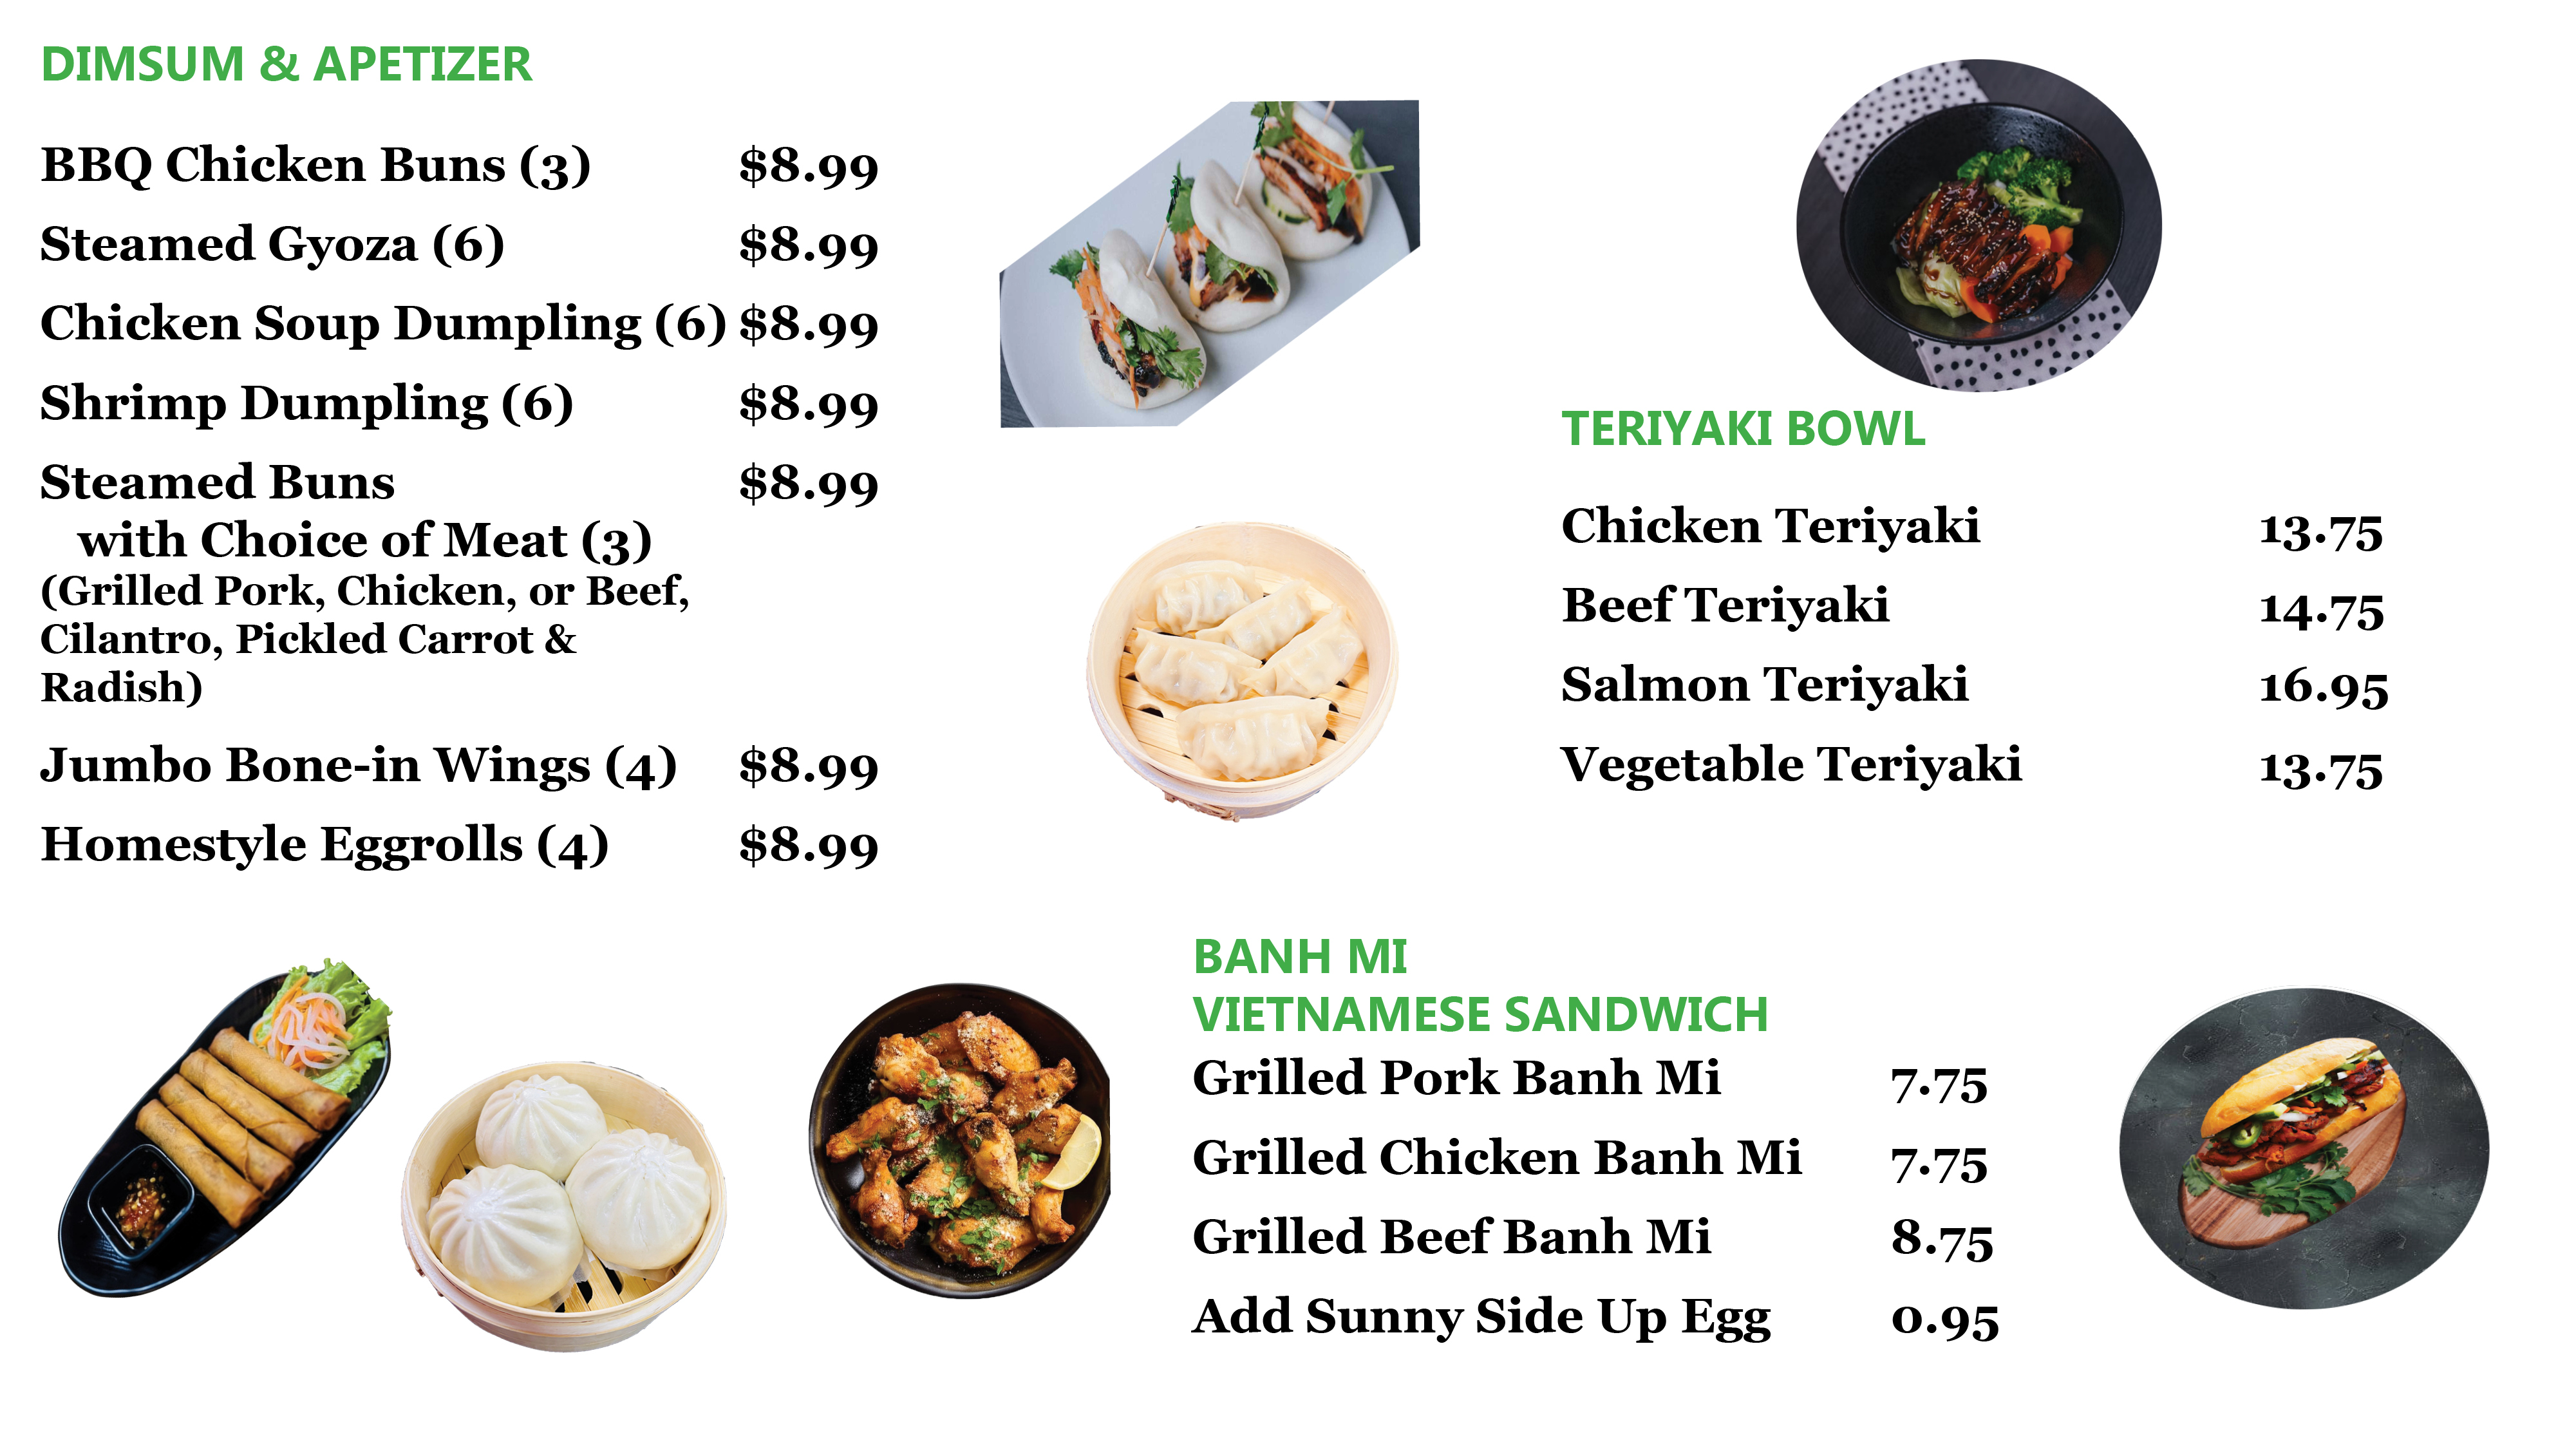 DIMSUM & APETIZER
BBQ Chicken Buns (3) $8.99
Steamed Gyoza (6) $8.99
Chicken Soup Dumpling (6) $8.99
Shrimp Dumpling (6) $8.99
Steamed Buns $8.99
with Choice of Meat (3)
(Grilled Pork, Chicken, or Beef,
Cilantro, Pickled Carrot &
Radish)
Jumbo Bone-in Wings (4) $8.99
Homestyle Eggrolls (4) $8.99
TERIYAKI BOWL
Chicken Teriyaki 13.75
Beef Teriyaki 14.75
Salmon Teriyaki 16.95
Vegetable Teriyaki 13.75
BANH MI
VIETNAMESE SANDWICH
Grilled Pork Banh Mi 7.75
Grilled Chicken Banh Mi 7.75
Grilled Beef Banh Mi 8.75
Add Sunny Side Up Egg 0.95